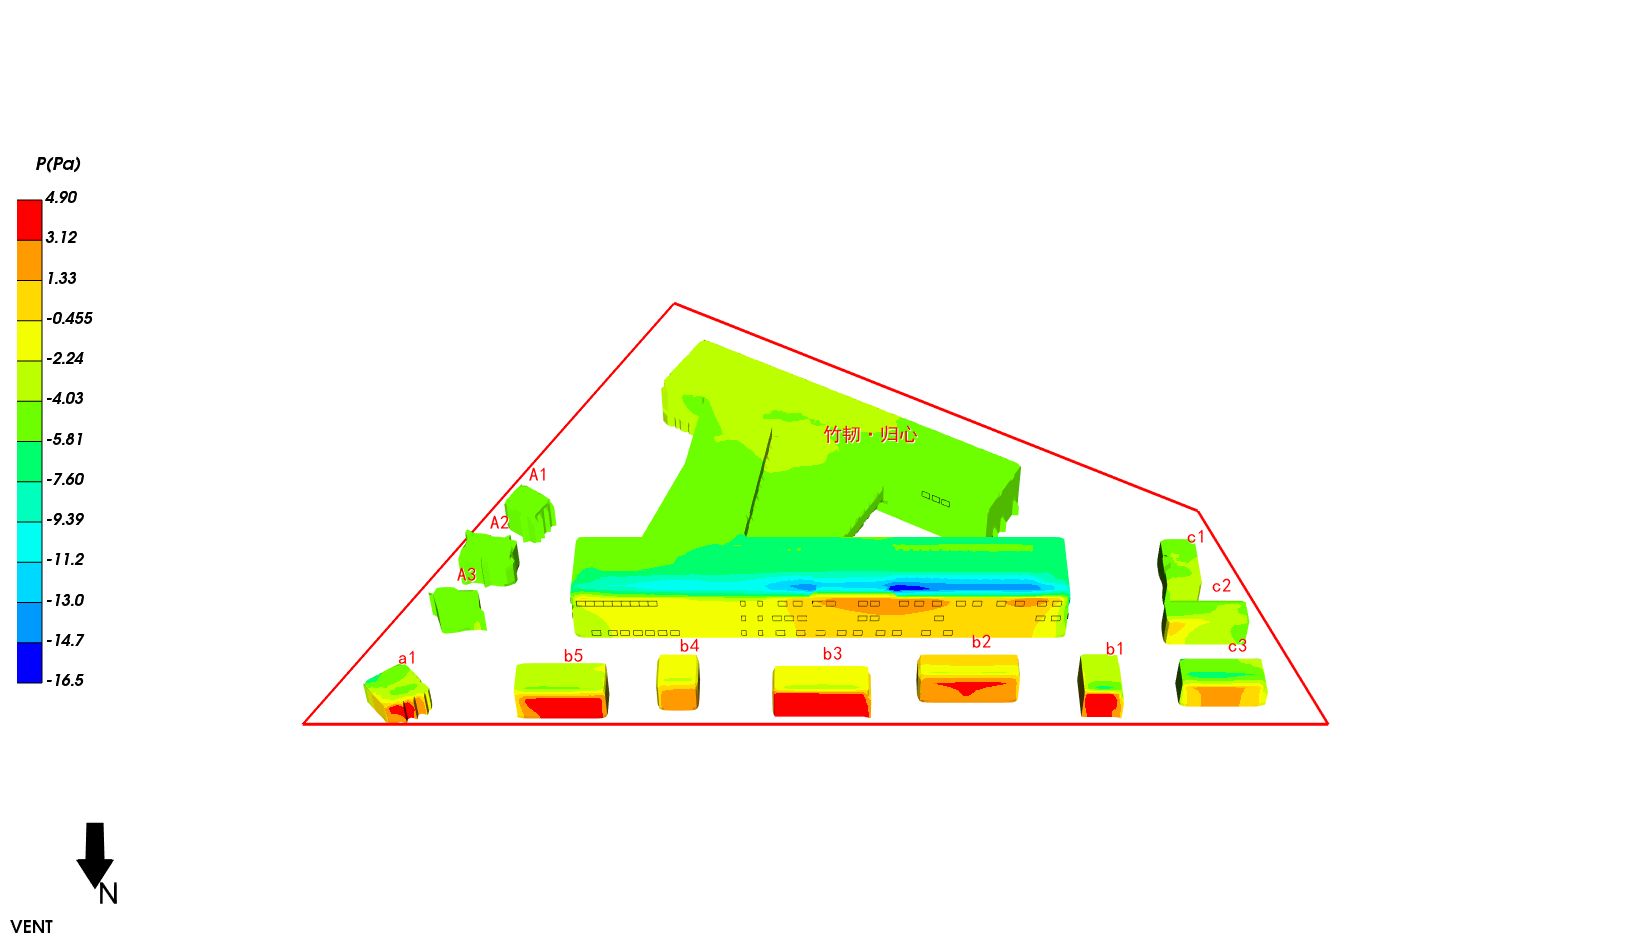 P(Pa)
4.90
3.12
1.33
-0.455
-2.24
-4.03
-5.81
-7.60
-9.39
-11.2
-13.0
-14.7
-16.5
竹韧·归心
A1
A2
A3
c1
c2
c3
a1
b5
b4
b3
b2
b1
N
VENT